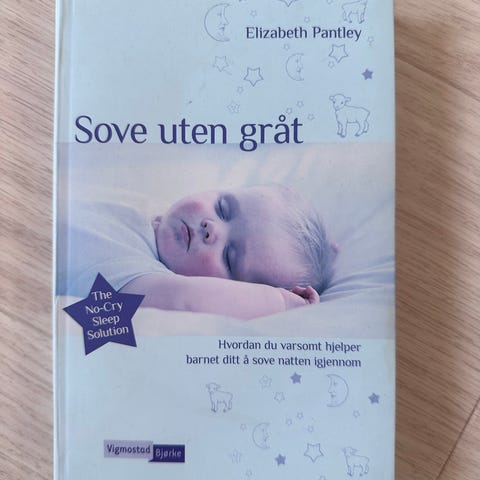 Elizabeth Pantley
Sove uten gråt
The
No-Cry
Sleep
Solution
Hvordan du varsomt hjelper
barnet ditt å sove natten igjennom
Vigmostad Bjørke